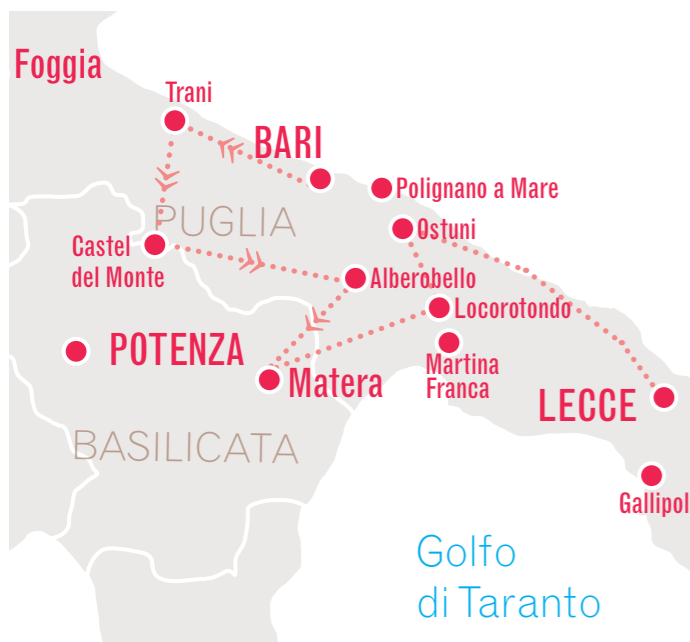 Foggia
Trani
BARI
Polignano a Mare
PUGLIA
Ostuni
Castel
del Monte
Alberobello
Locorotondo
POTENZA
Martina
Franca
Matera
LECCE
BASILICATA
Gallipol
Golfo
di Taranto